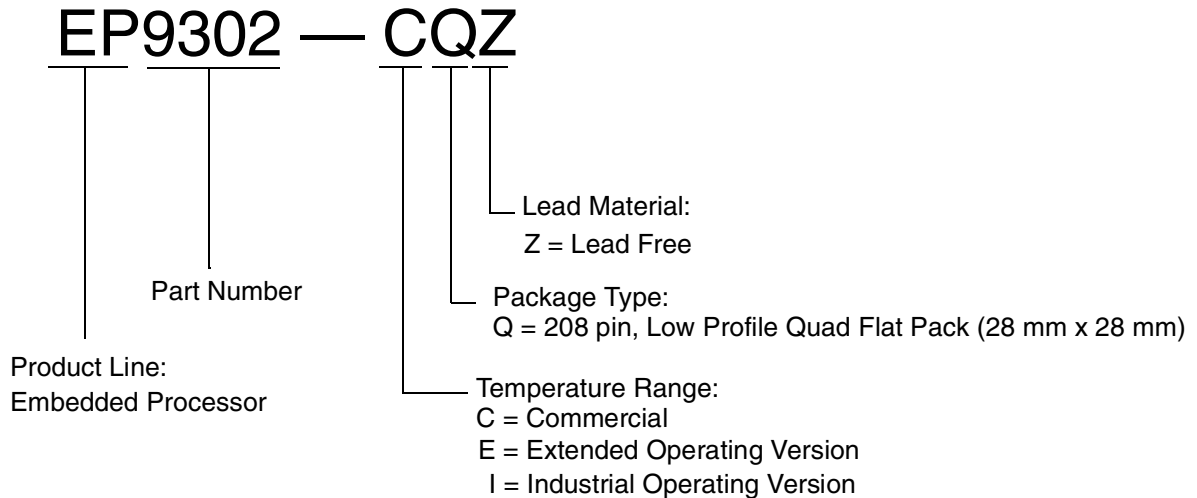 EP9302 — CQZ
Lead Material:
Z = Lead Free
Part Number
Package Type:
Q = 208 pin, Low Profile Quad Flat Pack (28 mm x 28 mm)
Product Line:
Embedded Processor
Temperature Range:
C = Commercial
E = Extended Operating Version
I = Industrial Operating Version